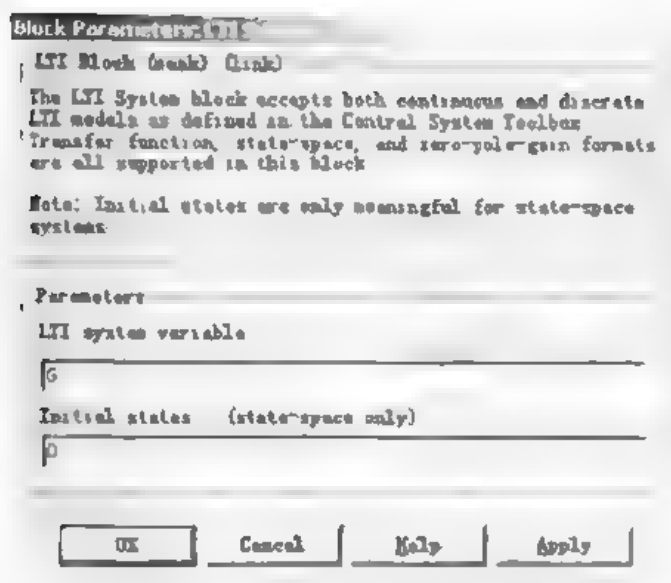 Block Parameters:
LTI Block (mask) (link)
The LTI System block accepts both continuous and discrete
LTI models as defined in the Control System Toolbox
Transfer function, state-space, and zero-pole-gain formats
are all supported in this block
Note: Initial states are only meaningful for state-space
systems
Parameters
LTI system variable
G
Initial states (state-space only)
0
OK Cancel Help Apply